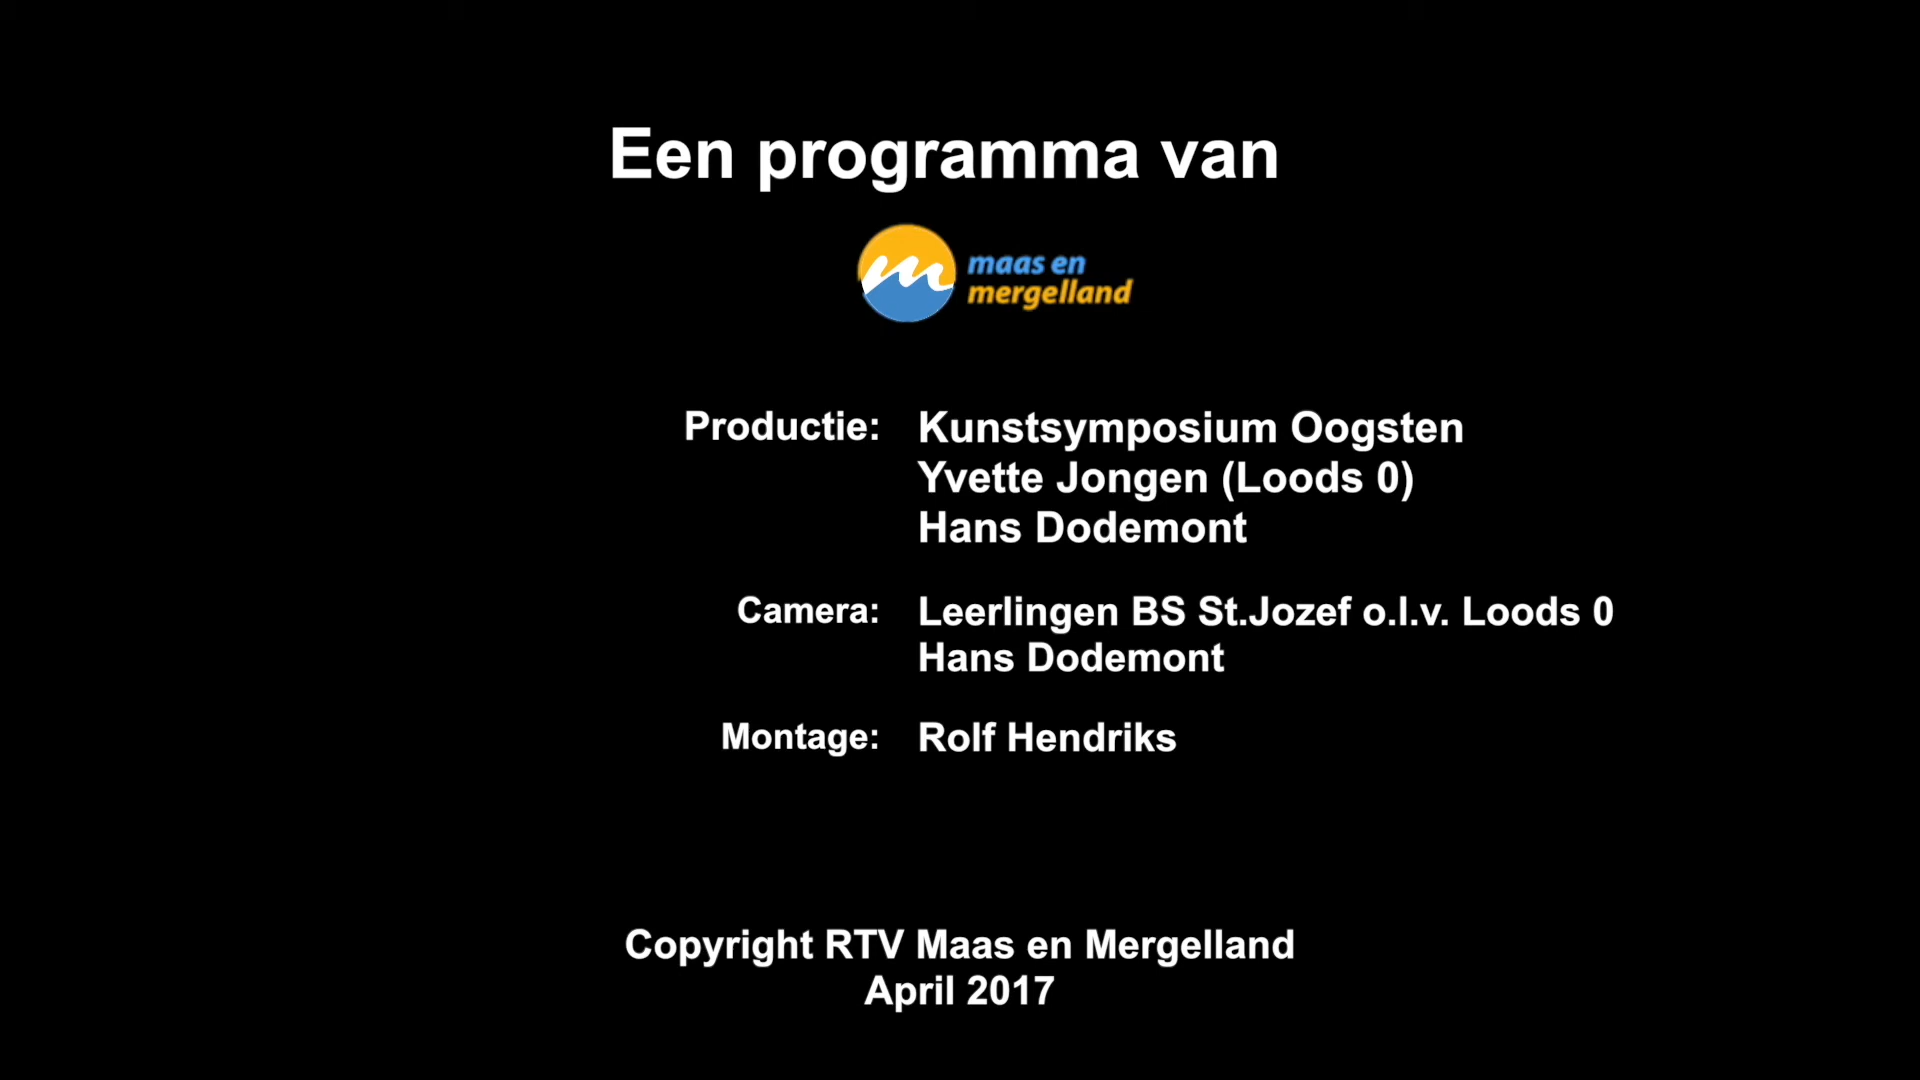 Een programma van
maas en
mergelland
Productie: Kunstsymposium Oogsten
Yvette Jongen (Loods 0)
Hans Dodemont
Camera: Leerlingen BS St.Jozef o.l.v. Loods 0
Hans Dodemont
Montage: Rolf Hendriks
Copyright RTV Maas en Mergelland
April 2017